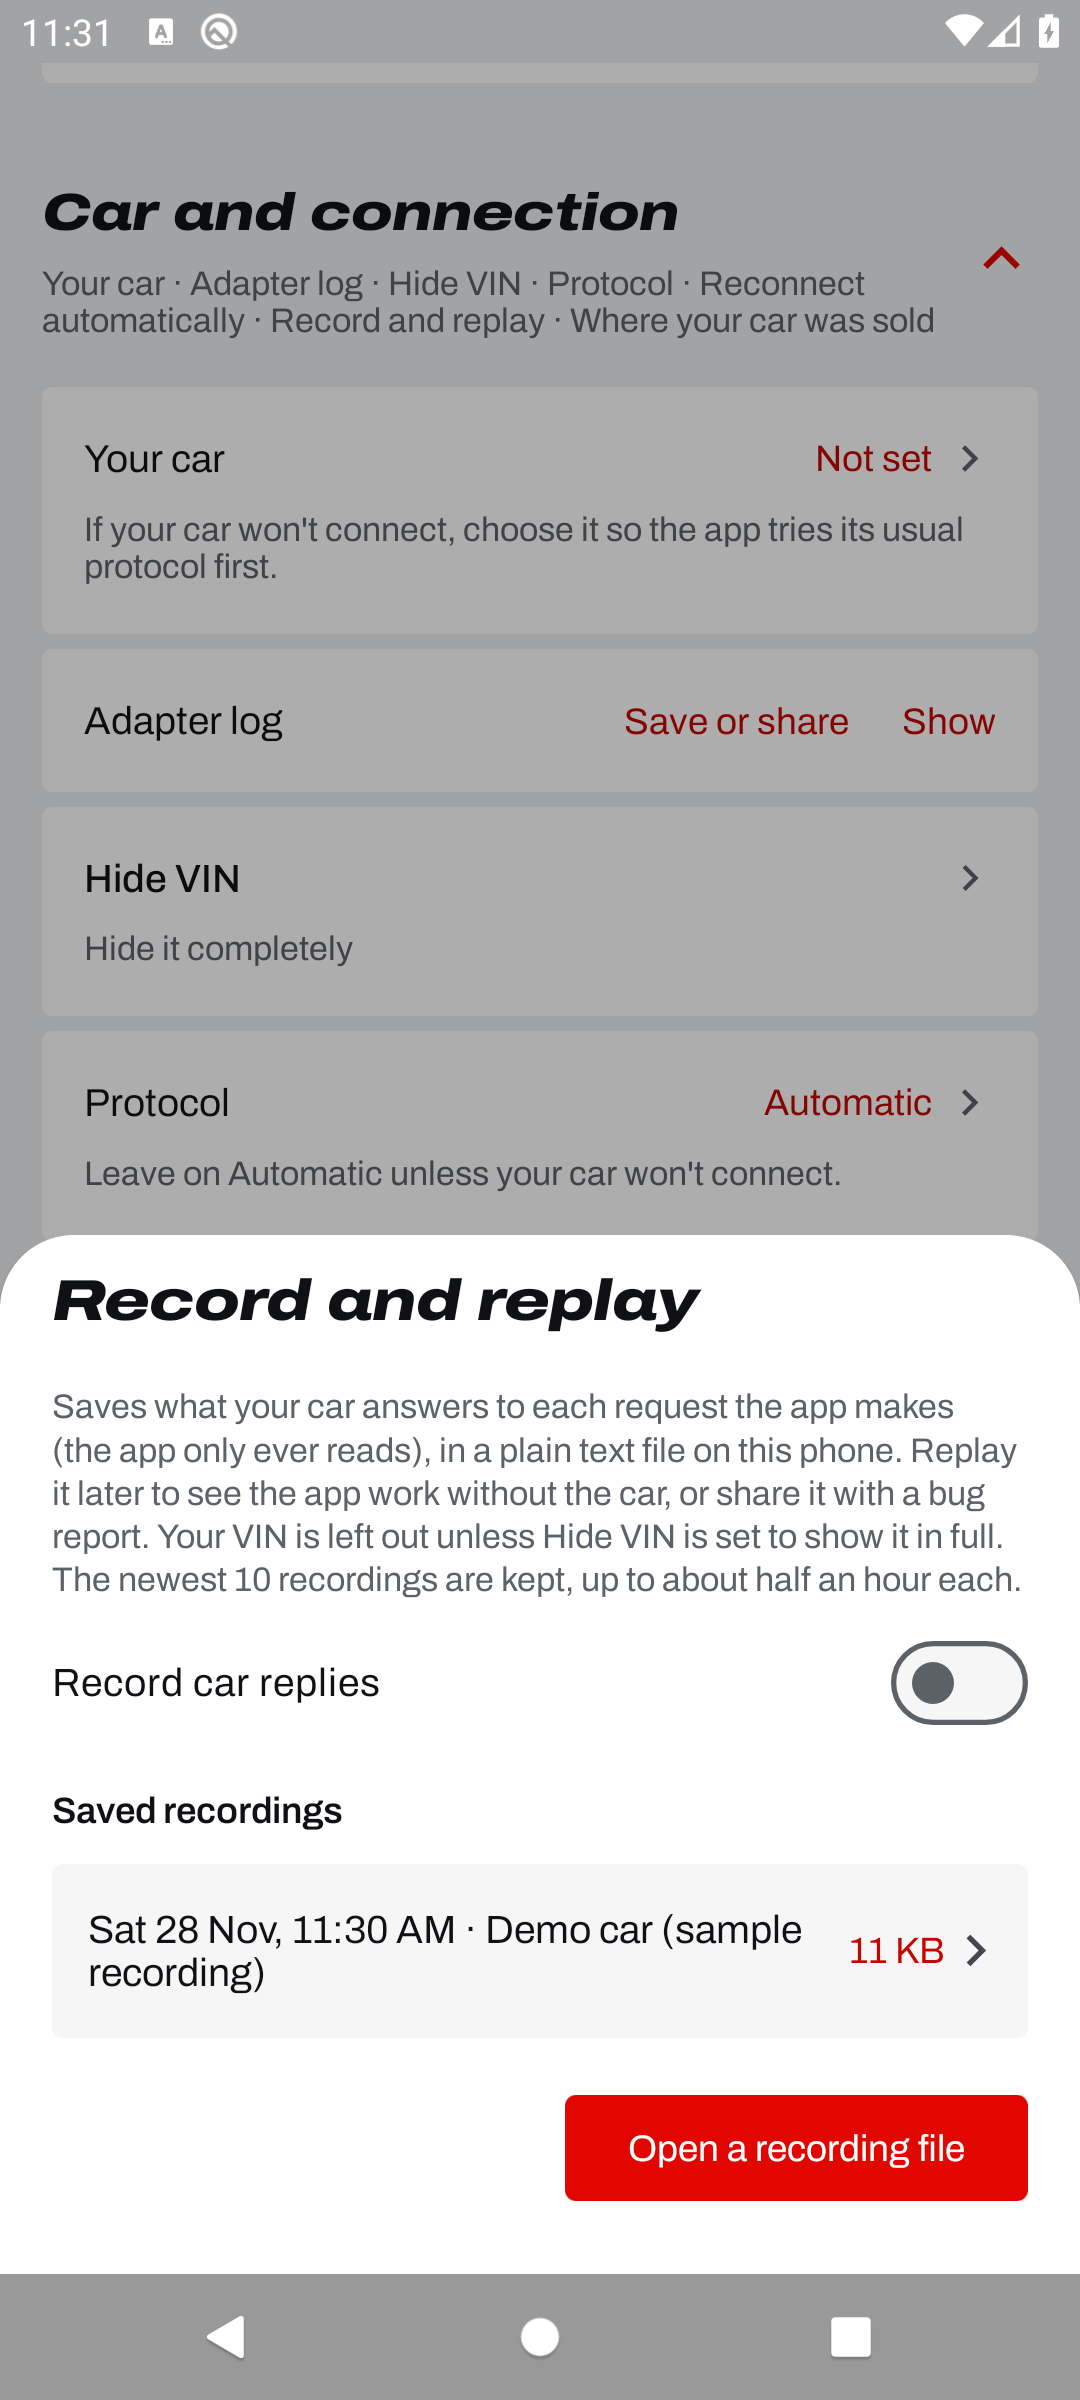 11:31
Car and connection
Your car · Adapter log · Hide VIN · Protocol · Reconnect
automatically · Record and replay · Where your car was sold
Your car
Not set
If your car won't connect, choose it so the app tries its usual
protocol first.
Adapter log
Save or share
Show
Hide VIN
Hide it completely
Protocol
Automatic
Leave on Automatic unless your car won't connect.
Record and replay
Saves what your car answers to each request the app makes
(the app only ever reads), in a plain text file on this phone. Replay
it later to see the app work without the car, or share it with a bug
report. Your VIN is left out unless Hide VIN is set to show it in full.
The newest 10 recordings are kept, up to about half an hour each.
Record car replies
Saved recordings
Sat 28 Nov, 11:30 AM · Demo car (sample
recording)
11 KB
Open a recording file